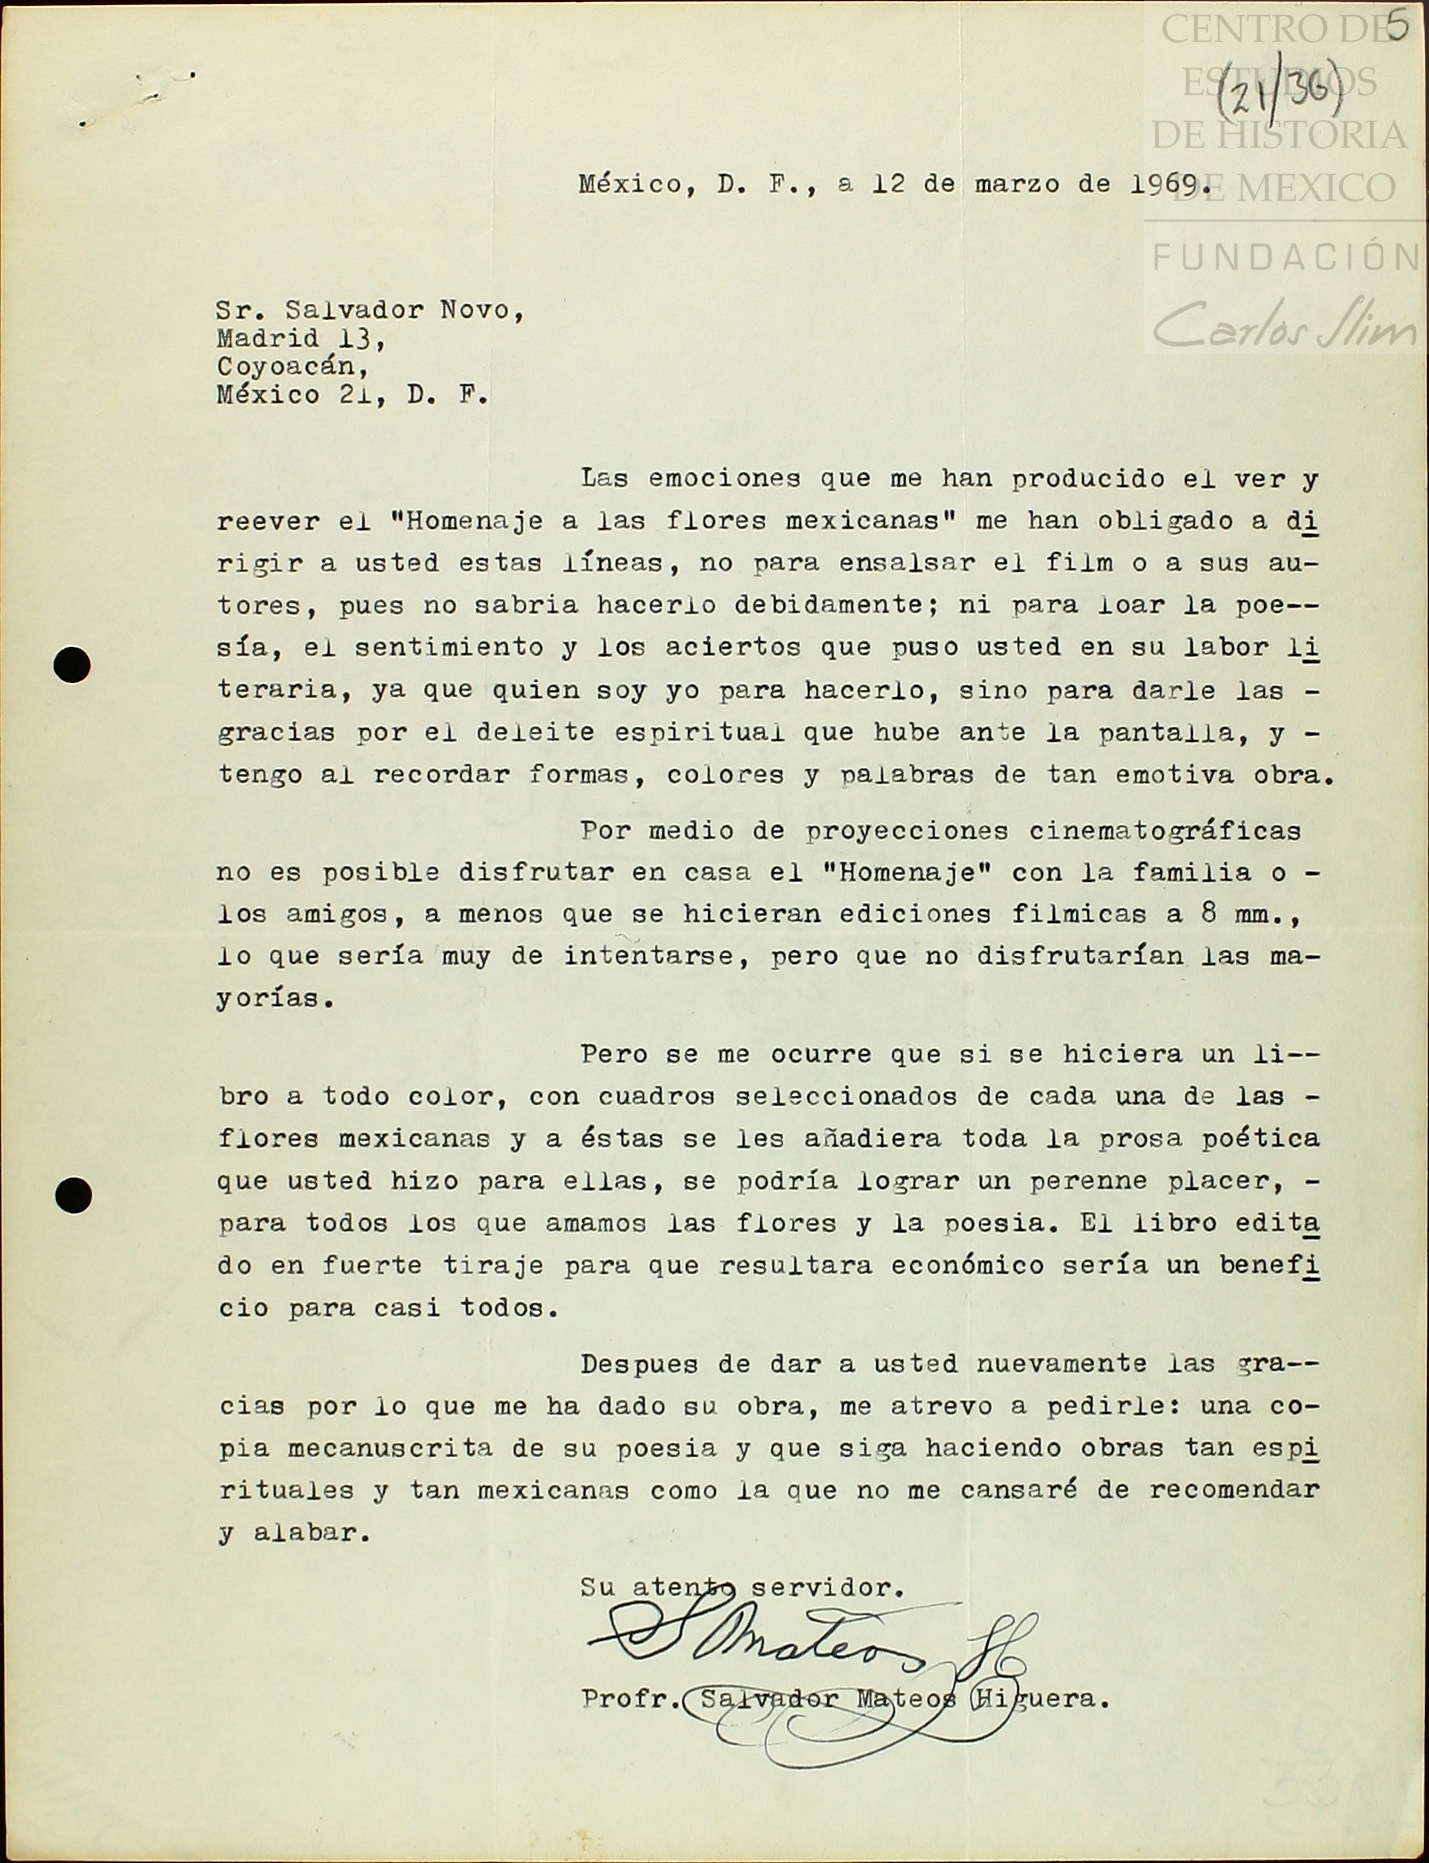 5
CENTRO DE
ESTUDIOS
(21/36)
DE HISTORIA
DE MEXICO
FUNDACIÓN
Carlos Slim
México, D. F., a 12 de marzo de 1969.
Sr. Salvador Novo,
Madrid 13,
Coyoacán,
México 21, D. F.
Las emociones que me han producido el ver y
reever el "Homenaje a las flores mexicanas" me han obligado a di
rigir a usted estas líneas, no para ensalsar el film o a sus au-
tores, pues no sabria hacerlo debidamente; ni para loar la poe--
sía, el sentimiento y los aciertos que puso usted en su labor li
teraria, ya que quien soy yo para hacerlo, sino para darle las -
gracias por el deleite espiritual que hube ante la pantalla, y -
tengo al recordar formas, colores y palabras de tan emotiva obra.
Por medio de proyecciones cinematográficas
no es posible disfrutar en casa el "Homenaje" con la familia o -
los amigos, a menos que se hicieran ediciones filmicas a 8 mm.,
lo que sería muy de intentarse, pero que no disfrutarían las ma-
yorías.
Pero se me ocurre que si se hiciera un li--
bro a todo color, con cuadros seleccionados de cada una de las -
flores mexicanas y a éstas se les añadiera toda la prosa poética
que usted hizo para ellas, se podría lograr un perenne placer, -
para todos los que amamos las flores y la poesia. El libro edita
do en fuerte tiraje para que resultara económico sería un benefi
cio para casi todos.
Despues de dar a usted nuevamente las gra--
cias por lo que me ha dado su obra, me atrevo a pedirle: una co-
pia mecanuscrita de su poesia y que siga haciendo obras tan espi
rituales y tan mexicanas como la que no me cansaré de recomendar
y alabar.
Su atento servidor.
S Mateos H
Profr. Salvador Mateos Higuera.
33